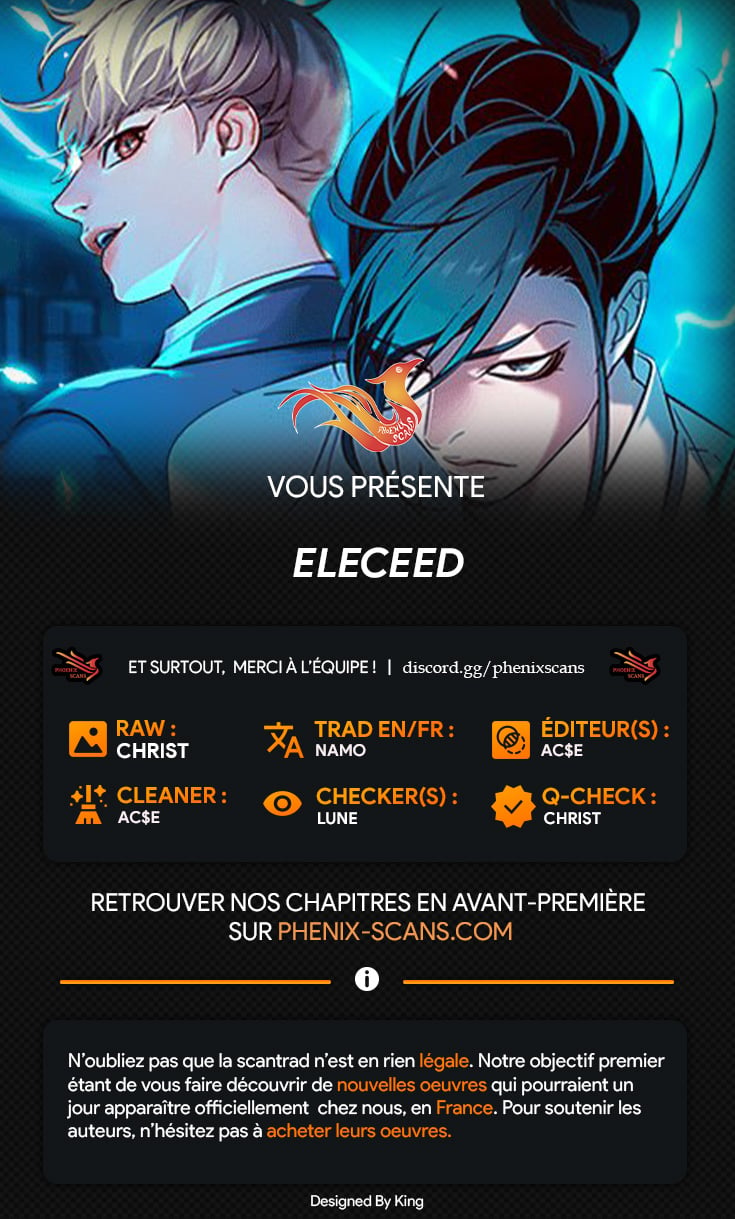 PHOENIX
SCANS
VOUS PRÉSENTE
ELECEED
PHOENIX
SCANS
ET SURTOUT, MERCI À L'ÉQUIPE ! | discord.gg/phenixscans
PHOENIX
SCANS
RAW :
CHRIST
TRAD EN/FR :
NAMO
ÉDITEUR(S) :
AC$E
CLEANER :
AC$E
CHECKER(S) :
LUNE
Q-CHECK :
CHRIST
RETROUVER NOS CHAPITRES EN AVANT-PREMIÈRE
SUR PHENIX-SCANS.COM
N'oubliez pas que la scantrad n'est en rien légale. Notre objectif premier
étant de vous faire découvrir de nouvelles oeuvres qui pourraient un
jour apparaître officiellement chez nous, en France. Pour soutenir les
auteurs, n'hésitez pas à acheter leurs oeuvres.
Designed By King